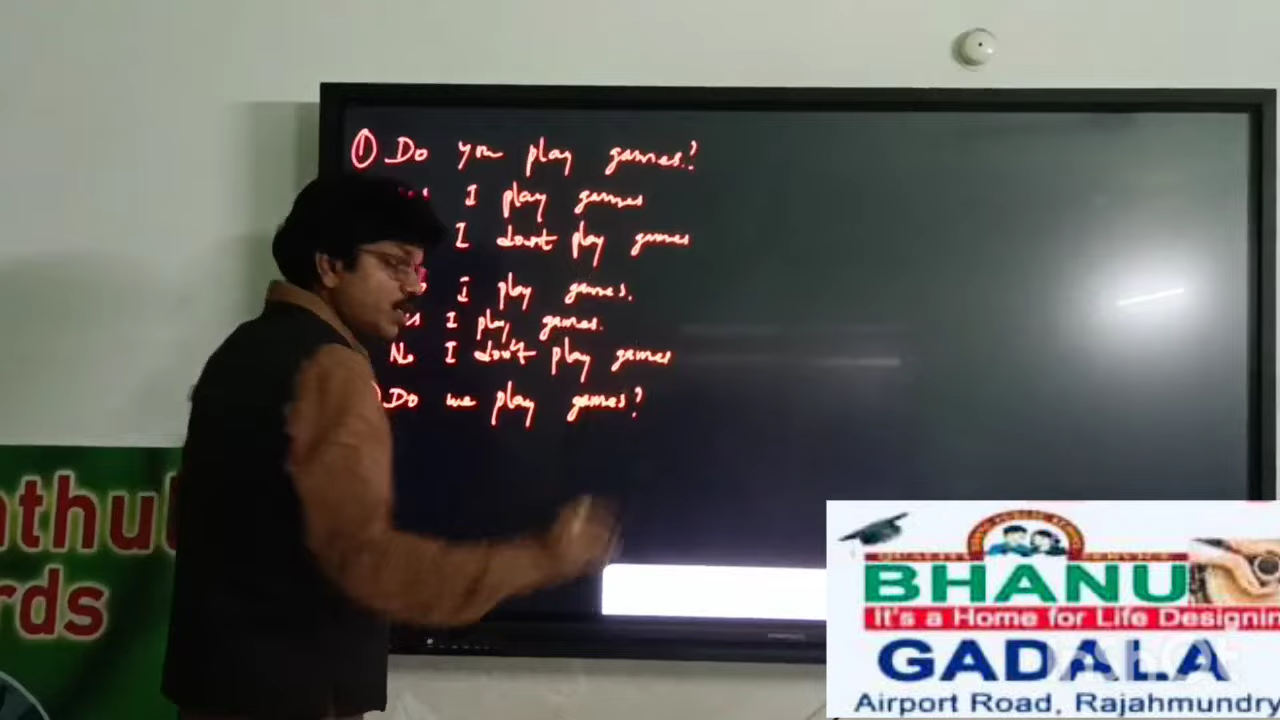 ① Do you play games?
I play games
I don't play games
I play games.
I play games.
No I don't play games
Do we play games?
BHANU
It's a Home for Life Designin
GADALA
Airport Road, Rajahmundry
athul
rds